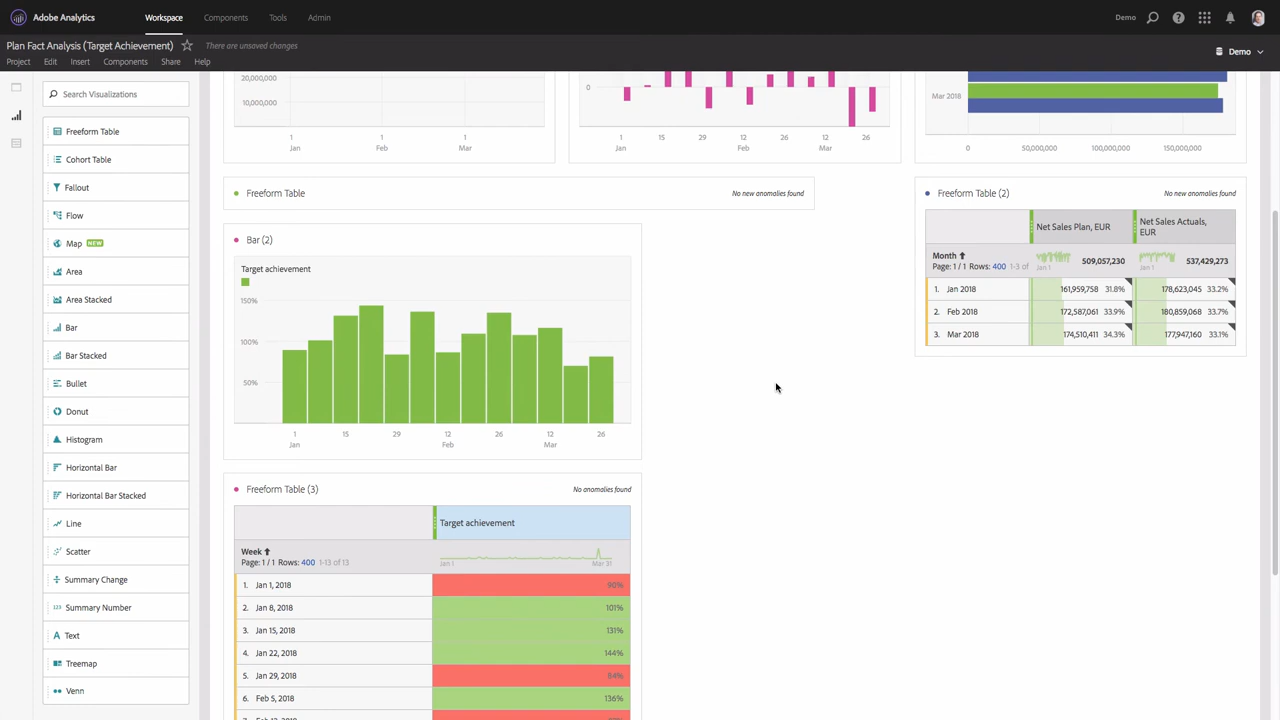 Adobe Analytics
Workspace
Components
Tools
Admin
Demo
Plan Fact Analysis (Target Achievement)
There are unsaved changes
Demo
Project
Edit
Insert
Components
Share
Help
Search Visualizations
Freeform Table
Cohort Table
Fallout
Flow
Map NEW
Area
Area Stacked
Bar
Bar Stacked
Bullet
Donut
Histogram
Horizontal Bar
Horizontal Bar Stacked
Line
Scatter
Summary Change
123 Summary Number
A Text
Treemap
Venn
20,000,000
10,000,000
1 1 1
Jan Feb Mar
0
1 15 29 12 26 12 26
Jan Feb Mar
Mar 2018
0 50,000,000 100,000,000 150,000,000
Freeform Table
No new anomalies found
Bar (2)
Target achievement
150%
100%
50%
1 15 29 12 26 12 26
Jan Feb Mar
Freeform Table (3)
No anomalies found
Target achievement
Week
Page: 1 / 1 Rows: 400 1-13 of 13
Jan 1 Mar 31
1. Jan 1, 2018 90%
2. Jan 8, 2018 101%
3. Jan 15, 2018 131%
4. Jan 22, 2018 144%
5. Jan 29, 2018 84%
6. Feb 5, 2018 136%
Freeform Table (2)
No new anomalies found
Net Sales Plan, EUR
Net Sales Actuals,
EUR
Month
Page: 1 / 1 Rows: 400 1-3 of
Jan 1 509,057,230
Jan 1 537,429,273
1. Jan 2018 161,959,758 31.8% 178,623,045 33.2%
2. Feb 2018 172,587,061 33.9% 180,859,068 33.7%
3. Mar 2018 174,510,411 34.3% 177,947,160 33.1%